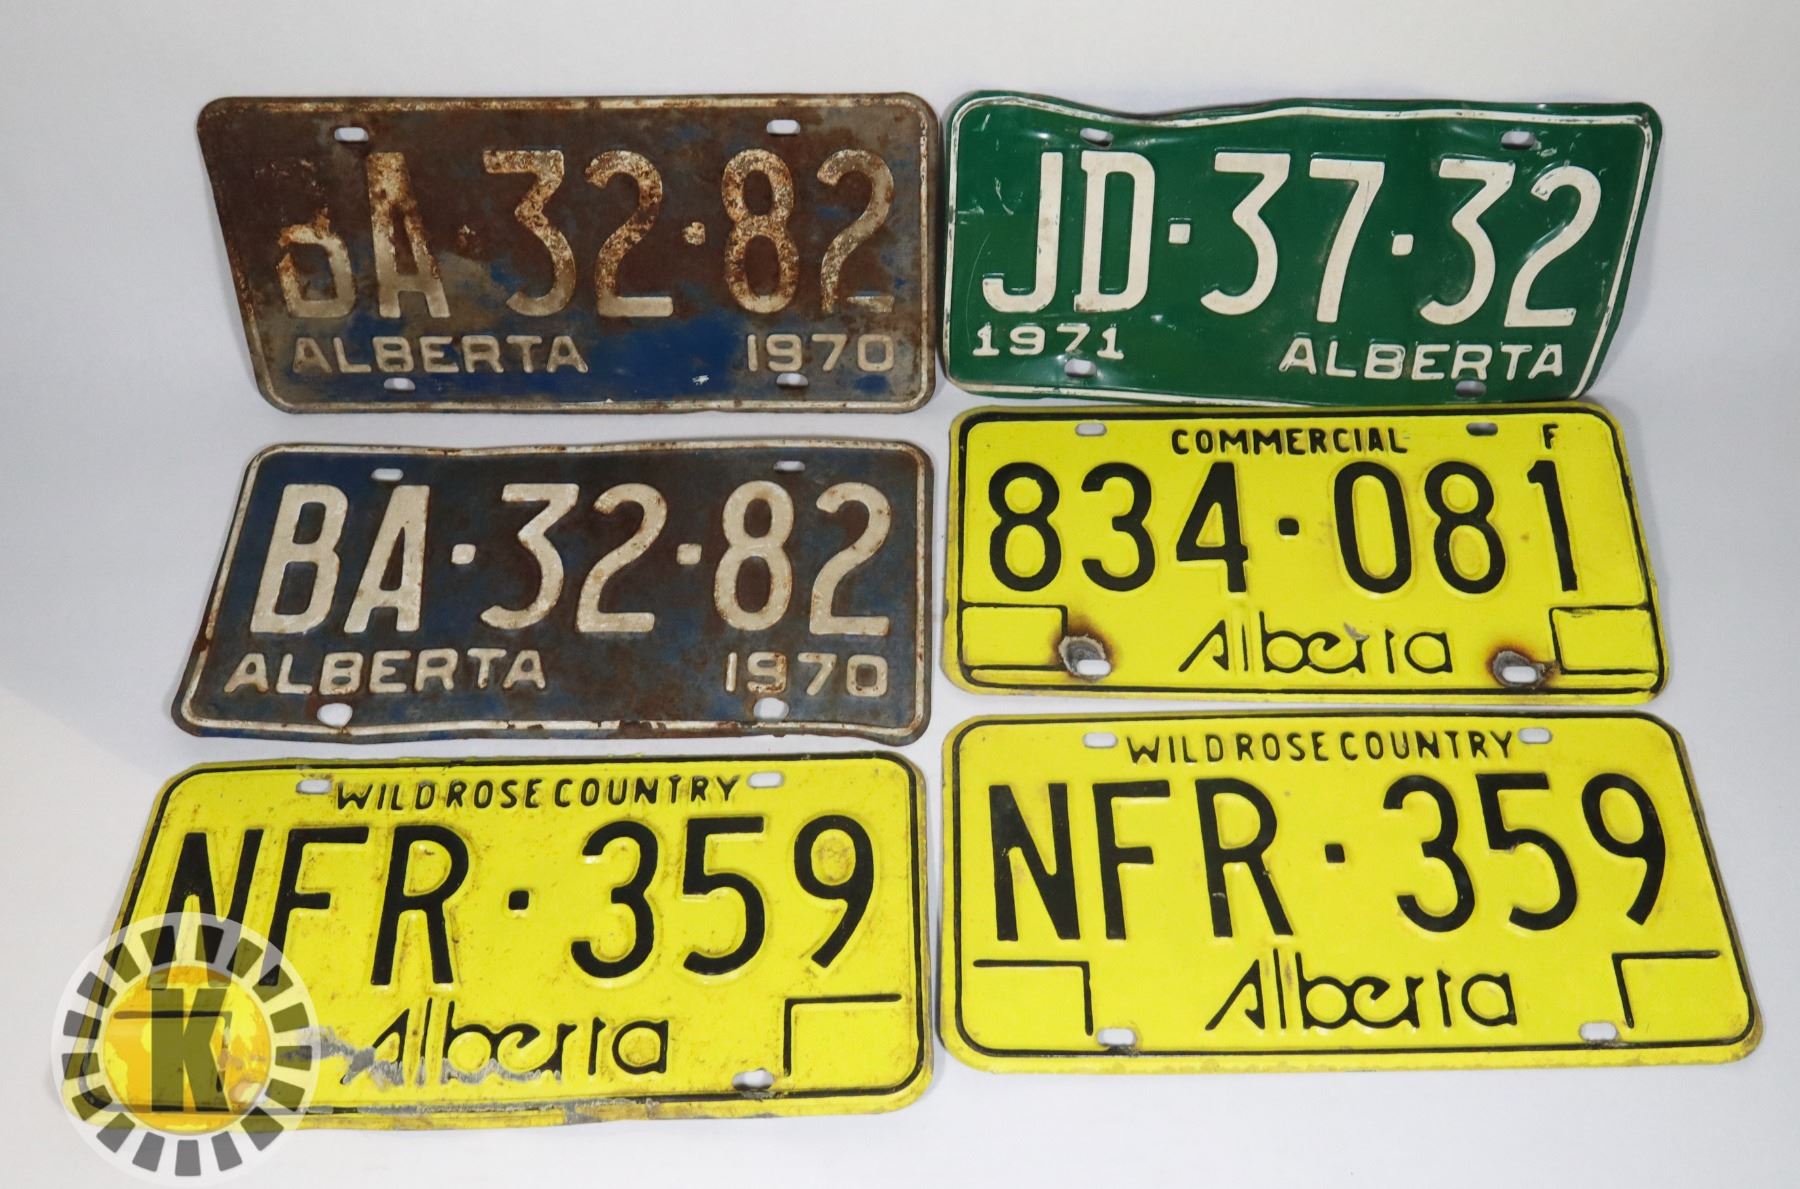 BA·32·82
ALBERTA 1970
JD·37·32
1971 ALBERTA
BA·32·82
ALBERTA 1970
COMMERCIAL F
834·081
Alberta
WILD ROSE COUNTRY
NFR·359
Alberta
WILD ROSE COUNTRY
NFR·359
Alberta
K